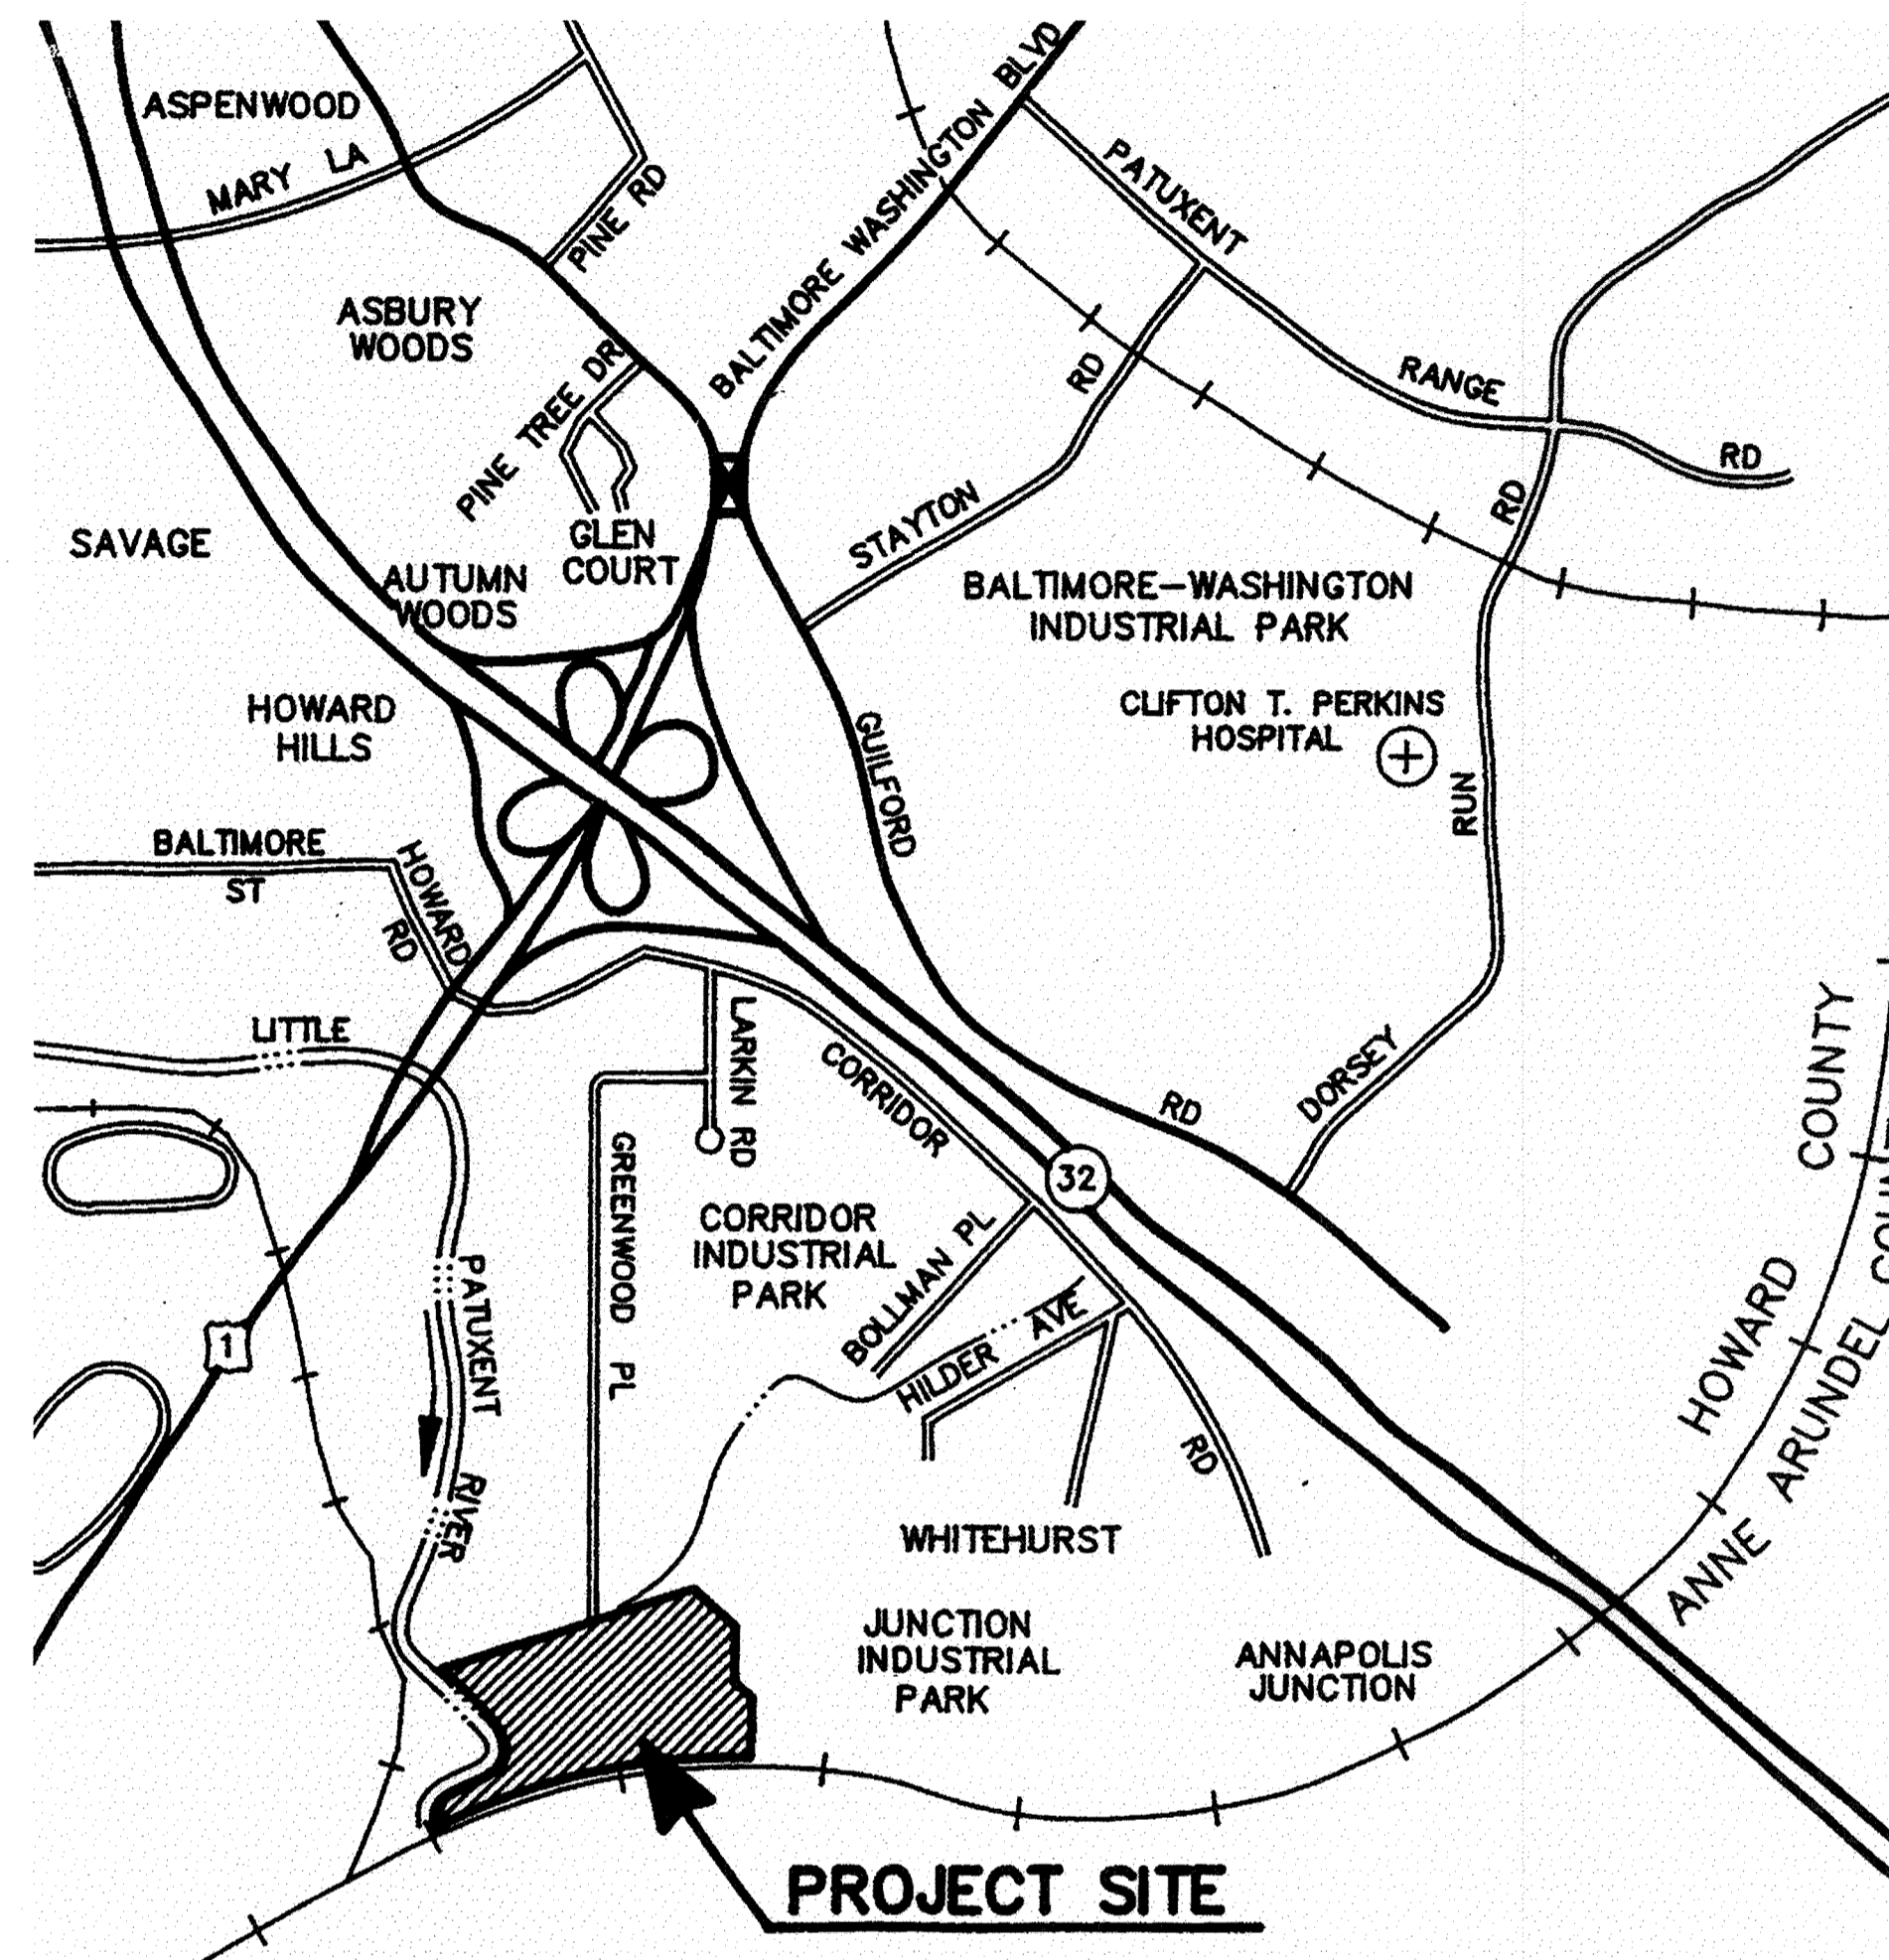 ASPENWOOD
MARY LA
PINE RD
BALTIMORE WASHINGTON BLVD
PATUXENT RANGE RD
ASBURY
WOODS
PINE TREE DR
GLEN
COURT
SAVAGE
AUTUMN
WOODS
STAYTON RD
BALTIMORE-WASHINGTON
INDUSTRIAL PARK
CLIFTON T. PERKINS
HOSPITAL
HOWARD
HILLS
GUILFORD RD
DORSEY RUN RD
BALTIMORE
ST
HOWARD
RD
LITTLE PATUXENT RIVER
LARKIN RD
CORRIDOR RD
GREENWOOD PL
CORRIDOR
INDUSTRIAL
PARK
32
BOLLMAN PL
HILDER AVE
1
HOWARD COUNTY
ANNE ARUNDEL
WHITEHURST
JUNCTION
INDUSTRIAL
PARK
ANNAPOLIS
JUNCTION
PROJECT SITE